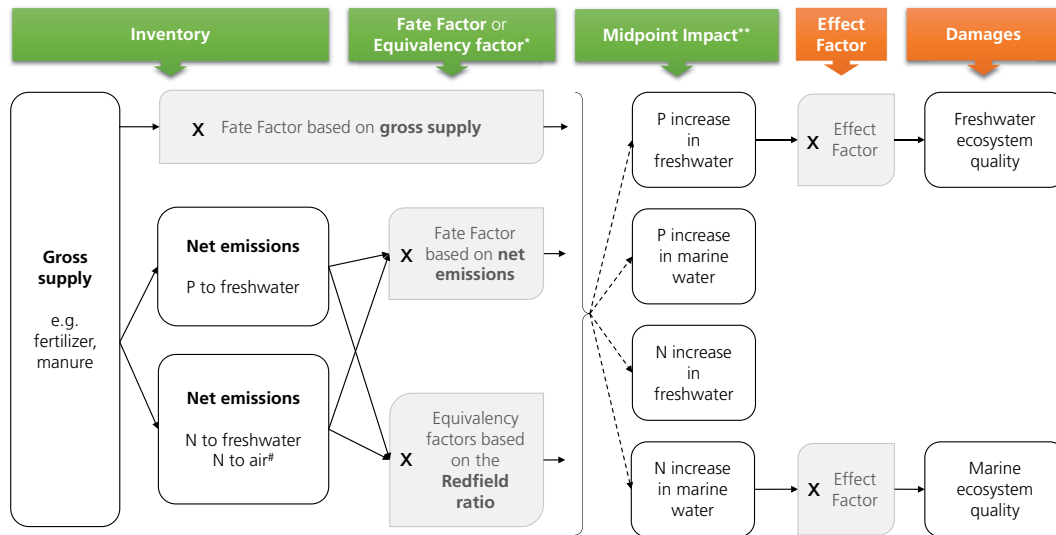 Inventory
Fate Factor or
Equivalency factor*
Midpoint Impact**
Effect
Factor
Damages
Gross
supply
e.g.
fertilizer,
manure
X Fate Factor based on gross supply
Net emissions
P to freshwater
Net emissions
N to freshwater
N to air#
X
Fate Factor
based on net
emissions
X
Equivalency
factors based
on the
Redfield
ratio
P increase
in
freshwater
P increase
in marine
water
N increase
in
freshwater
N increase
in marine
water
X Effect
Factor
X Effect
Factor
Freshwater
ecosystem
quality
Marine
ecosystem
quality